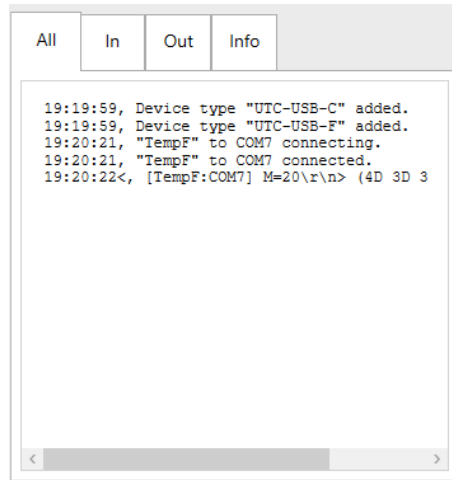 All In Out Info
19:19:59, Device type "UTC-USB-C" added.
19:19:59, Device type "UTC-USB-F" added.
19:20:21, "TempF" to COM7 connecting.
19:20:21, "TempF" to COM7 connected.
19:20:22<, [TempF:COM7] M=20\r\n> (4D 3D 3